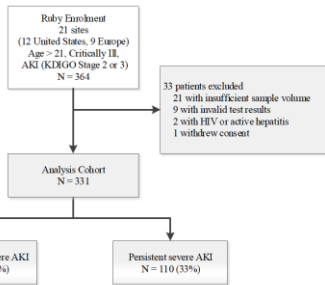 Ruby Enrolment
21 sites
(12 United States, 9 Europe)
Age > 21, Critically Ill,
AKI (KDIGO Stage 2 or 3)
N = 364
33 patients excluded
21 with insufficient sample volume
9 with invalid test results
2 with HIV or active hepatitis
1 withdrew consent
Analysis Cohort
N = 331
AKI
%)
Persistent severe AKI
N = 110 (33%)